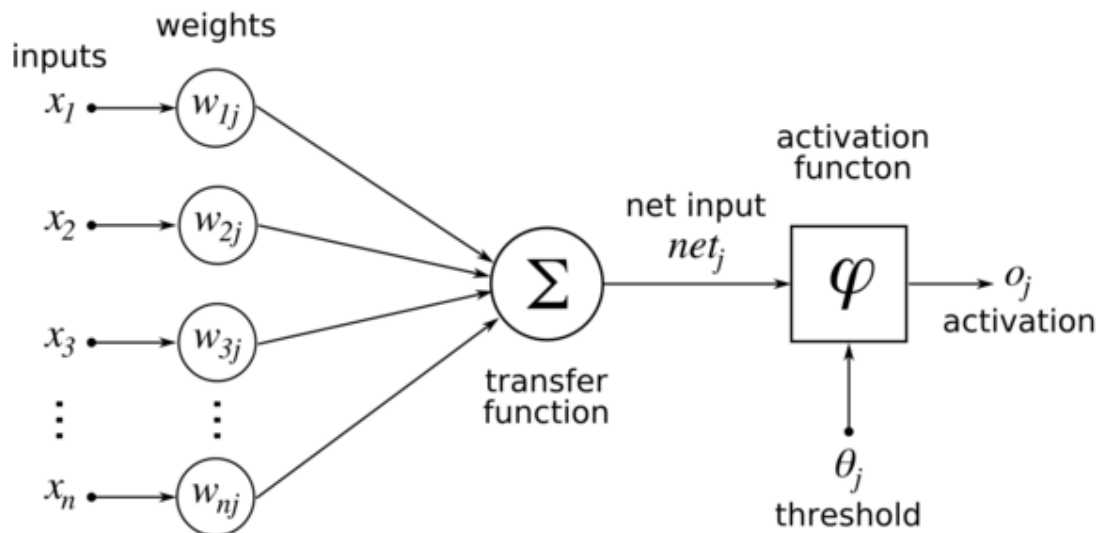 weights
inputs
x1 w1j
activation
functon
x2 w2j
net input
netj
Σ
φ
oj
activation
x3 w3j
transfer
function
⋮ ⋮
xn wnj
θj
threshold